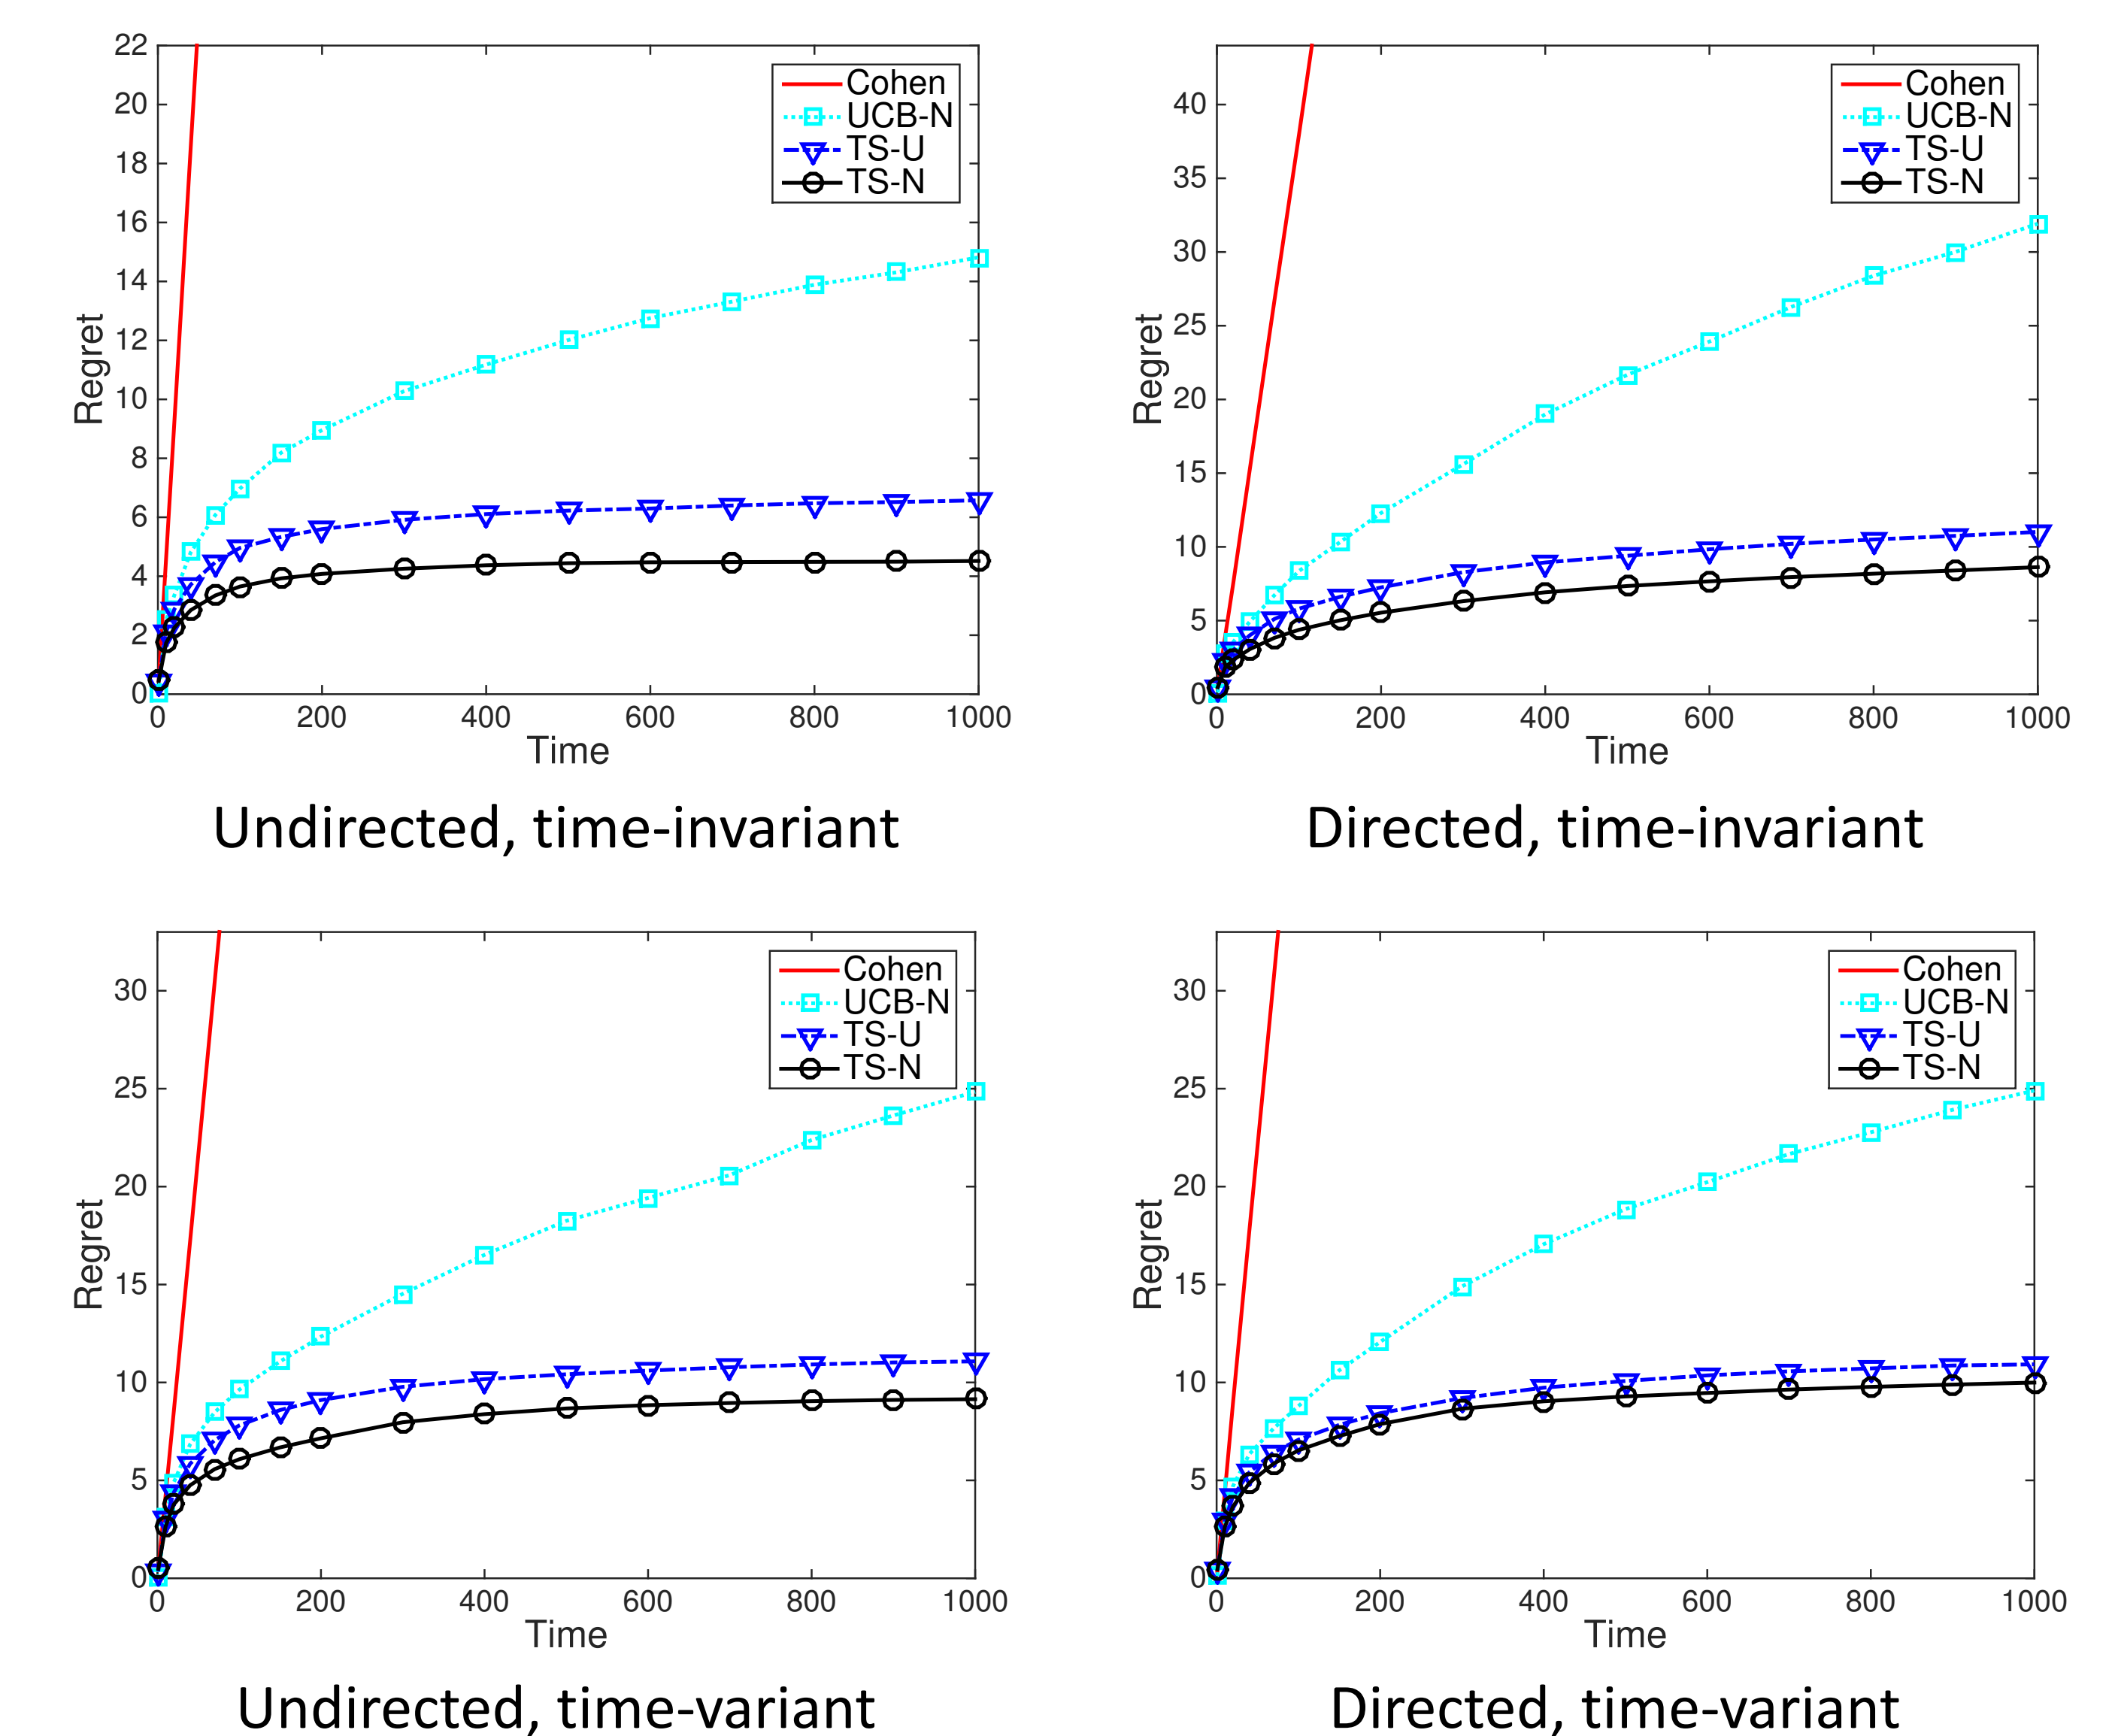 22
20
18
16
14
12
10
8
6
4
2
0
Regret
0 200 400 600 800 1000
Time
Cohen
UCB-N
TS-U
TS-N
Undirected, time-invariant
40
35
30
25
20
15
10
5
0
Regret
0 200 400 600 800 1000
Time
Cohen
UCB-N
TS-U
TS-N
Directed, time-invariant
30
25
20
15
10
5
0
Regret
0 200 400 600 800 1000
Time
Cohen
UCB-N
TS-U
TS-N
Undirected, time-variant
30
25
20
15
10
5
0
Regret
0 200 400 600 800 1000
Time
Cohen
UCB-N
TS-U
TS-N
Directed, time-variant